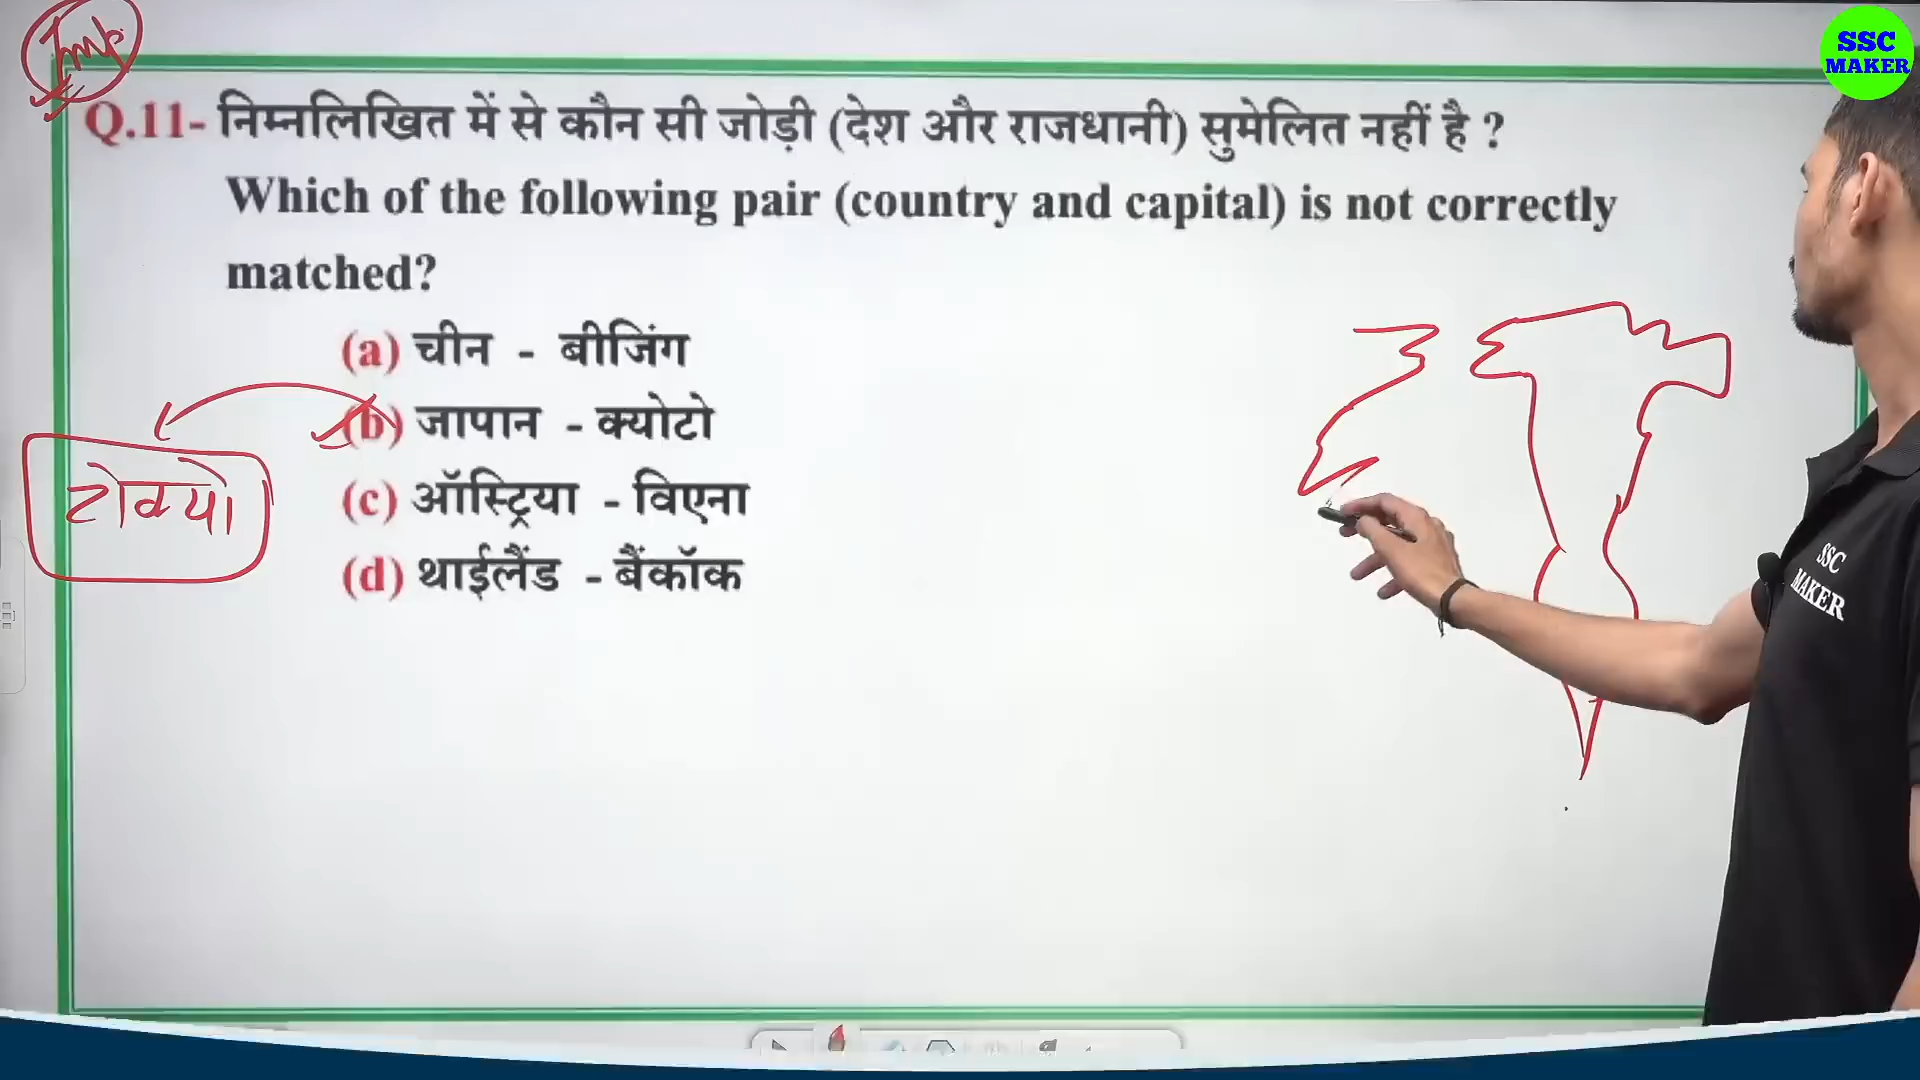 Imp.
SSC
MAKER
Q.11- निम्नलिखित में से कौन सी जोड़ी (देश और राजधानी) सुमेलित नहीं है ?
Which of the following pair (country and capital) is not correctly
matched?
(a) चीन - बीजिंग
(b) जापान - क्योटो
(c) ऑस्ट्रिया - विएना
(d) थाईलैंड - बैंकॉक
टोक्यो
SSC
MAKER